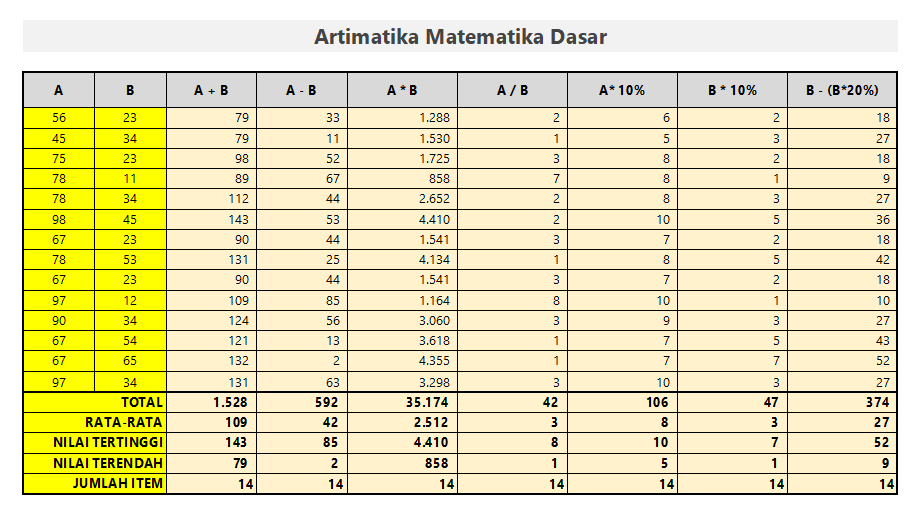 Artimatika Matematika Dasar
A B A + B A - B A * B A / B A* 10% B * 10% B - (B*20%)
56 23 79 33 1.288 2 6 2 18
45 34 79 11 1.530 1 5 3 27
75 23 98 52 1.725 3 8 2 18
78 11 89 67 858 7 8 1 9
78 34 112 44 2.652 2 8 3 27
98 45 143 53 4.410 2 10 5 36
67 23 90 44 1.541 3 7 2 18
78 53 131 25 4.134 1 8 5 42
67 23 90 44 1.541 3 7 2 18
97 12 109 85 1.164 8 10 1 10
90 34 124 56 3.060 3 9 3 27
67 54 121 13 3.618 1 7 5 43
67 65 132 2 4.355 1 7 7 52
97 34 131 63 3.298 3 10 3 27
TOTAL 1.528 592 35.174 42 106 47 374
RATA-RATA 109 42 2.512 3 8 3 27
NILAI TERTINGGI 143 85 4.410 8 10 7 52
NILAI TERENDAH 79 2 858 1 5 1 9
JUMLAH ITEM 14 14 14 14 14 14 14